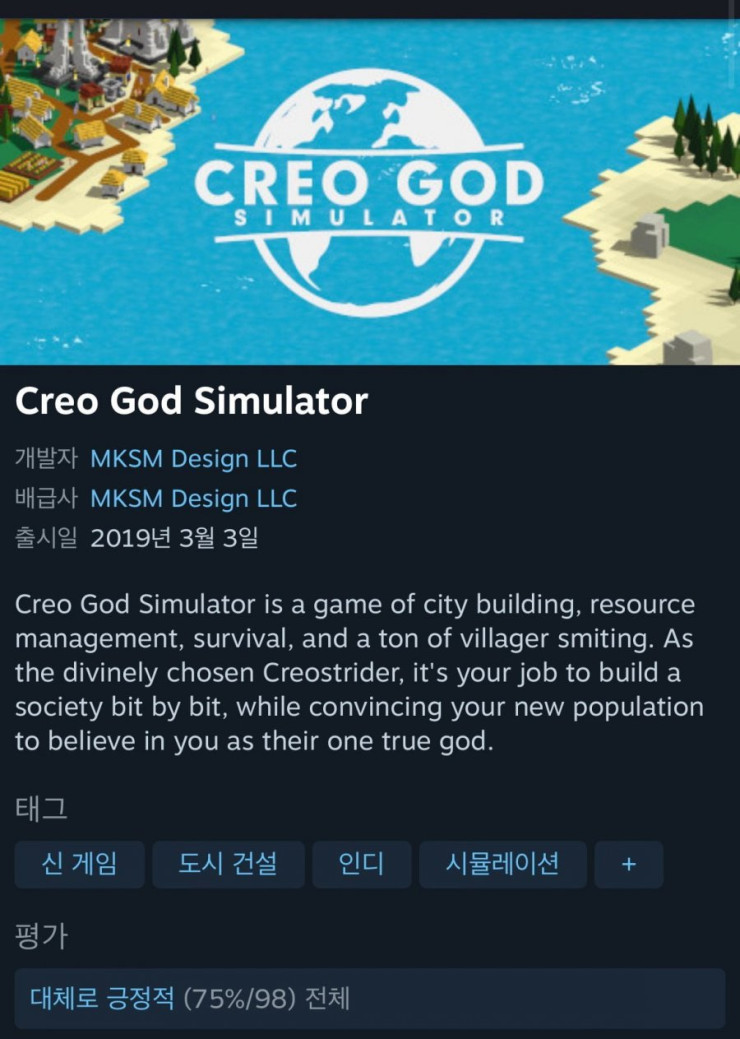 CREO GOD
SIMULATOR
Creo God Simulator
개발자 MKSM Design LLC
배급사 MKSM Design LLC
출시일 2019년 3월 3일
Creo God Simulator is a game of city building, resource
management, survival, and a ton of villager smiting. As
the divinely chosen Creostrider, it's your job to build a
society bit by bit, while convincing your new population
to believe in you as their one true god.
태그
신 게임 도시 건설 인디 시뮬레이션 +
평가
대체로 긍정적 (75%/98) 전체